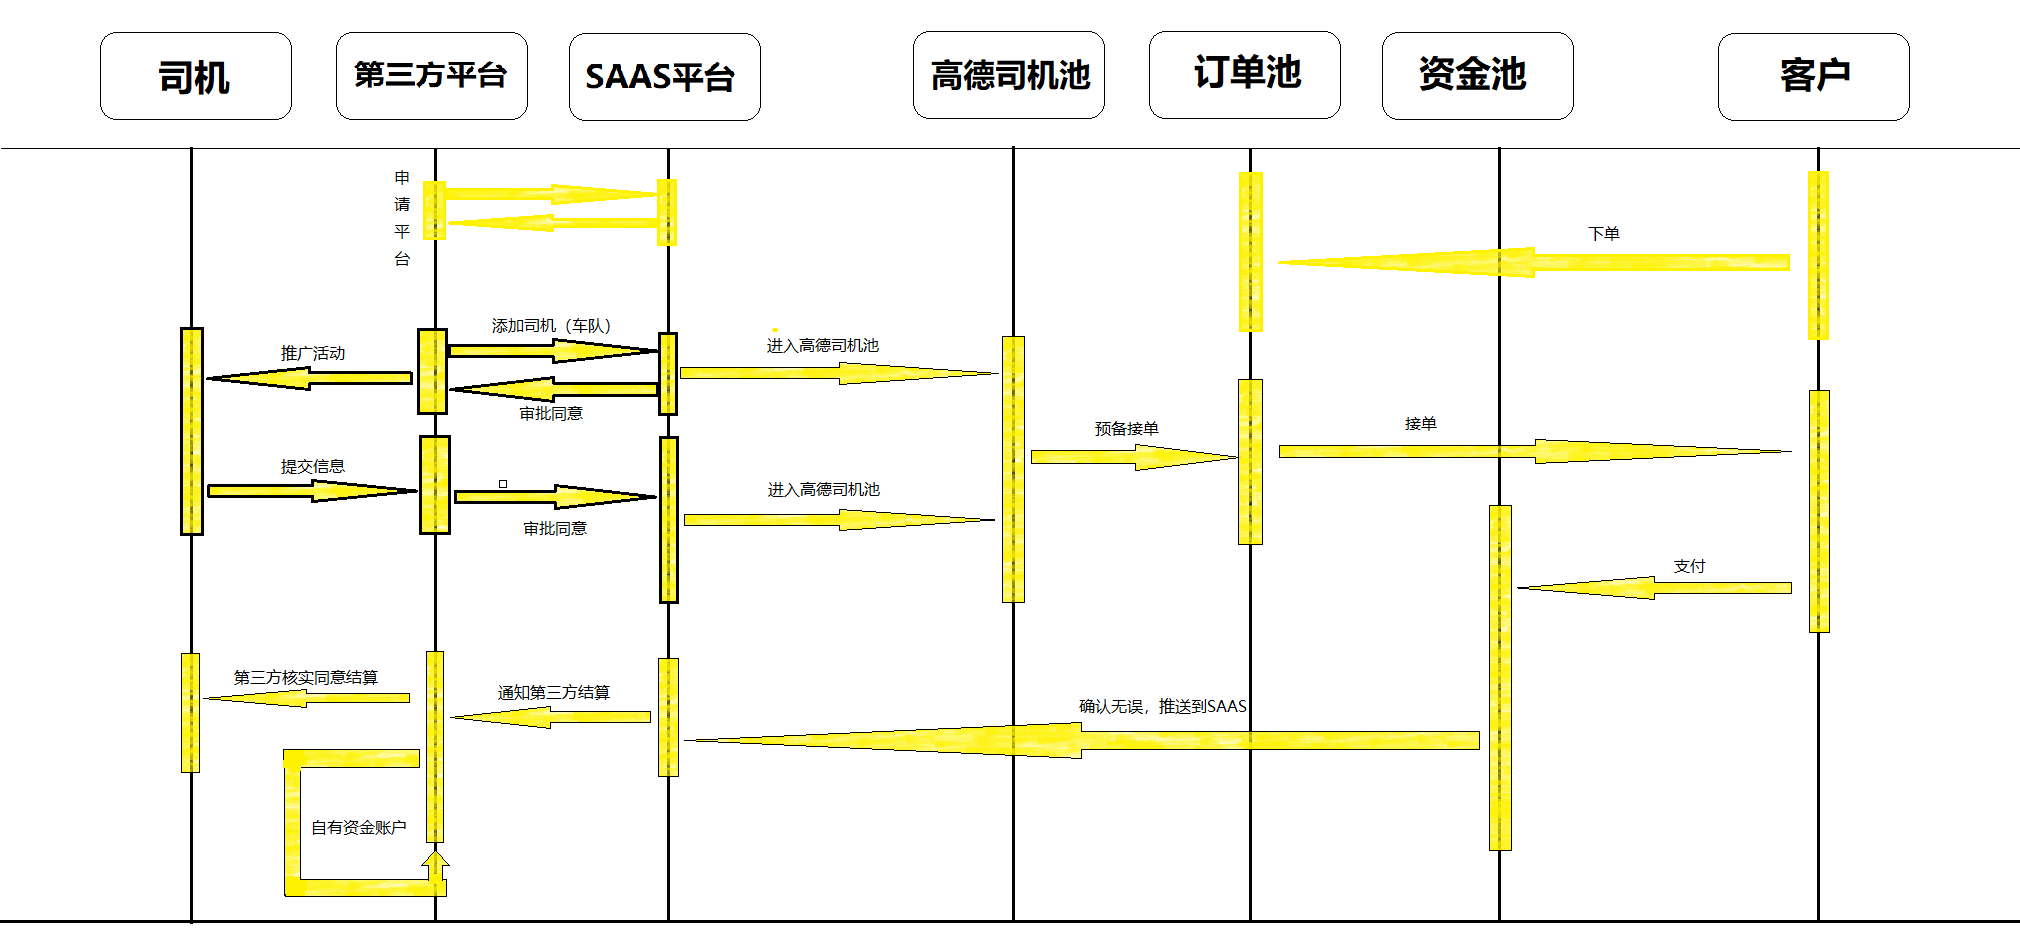 司机
第三方平台
SAAS平台
高德司机池
订单池
资金池
客户
申
请
平
台
下单
添加司机（车队）
推广活动
进入高德司机池
审批同意
接单
预备接单
提交信息
进入高德司机池
审批同意
支付
第三方核实同意结算
通知第三方结算
确认无误，推送到SAAS
自有资金账户